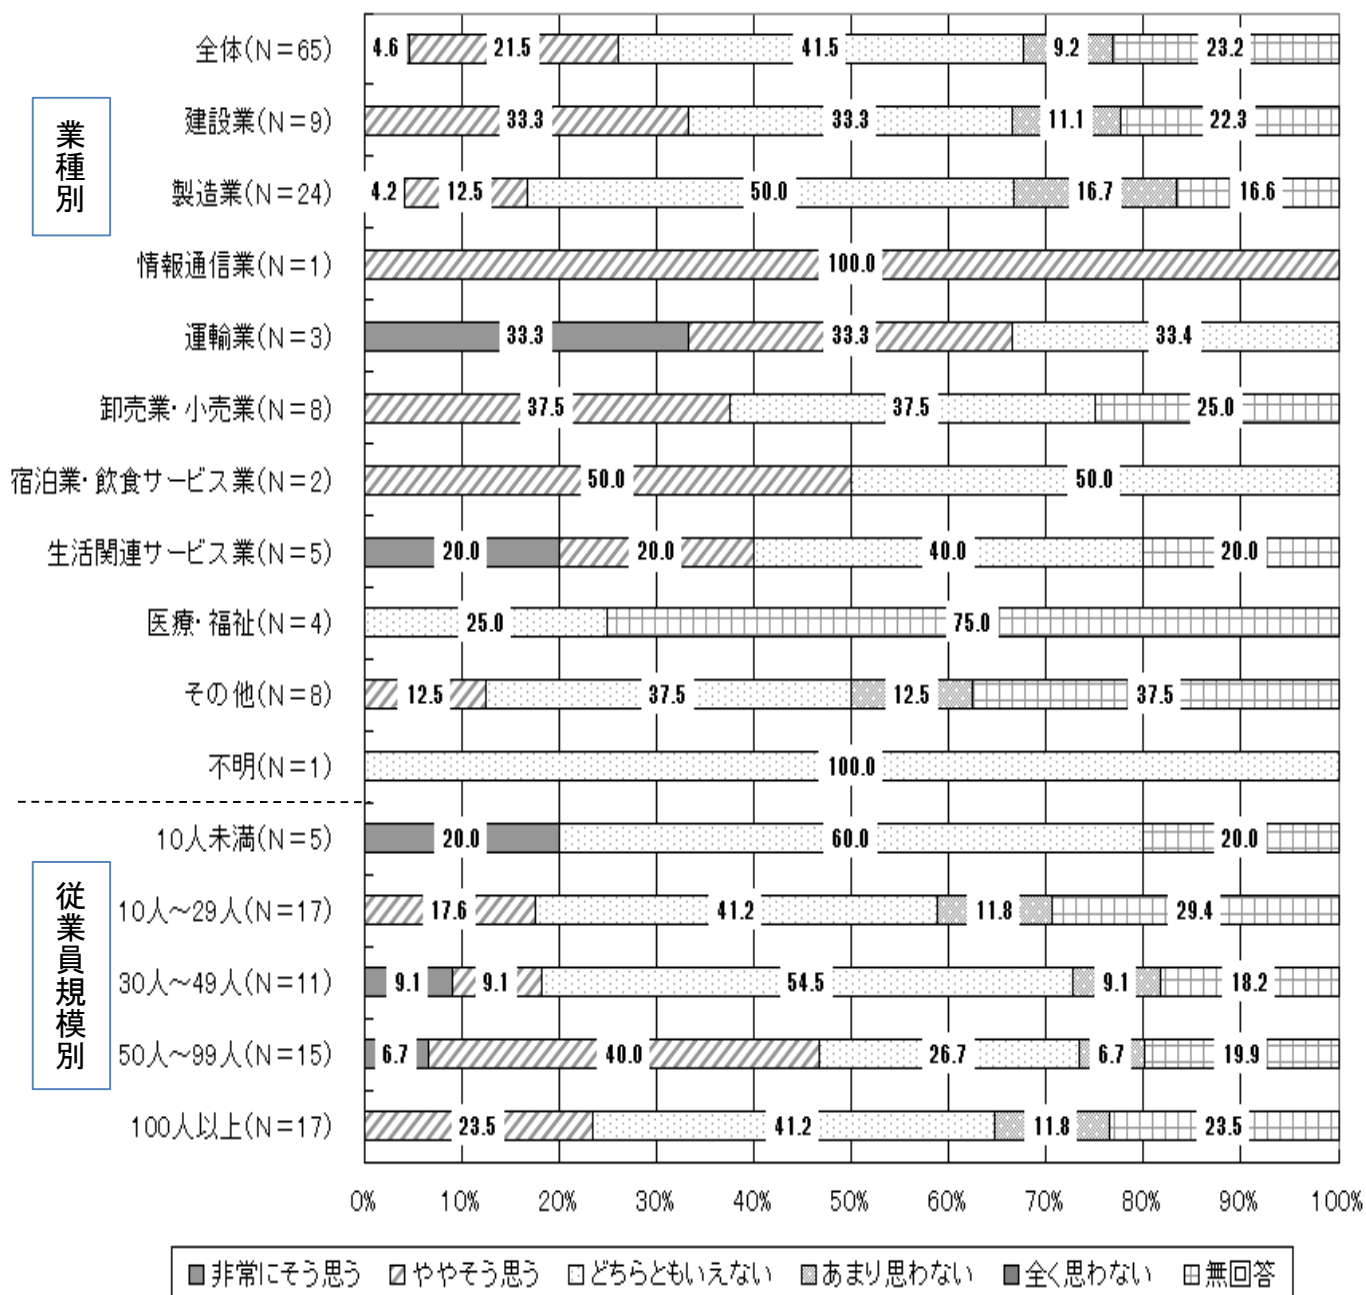 全体(N=65) 4.6 21.5 41.5 9.2 23.2
業種別
建設業(N=9) 33.3 33.3 11.1 22.3
製造業(N=24) 4.2 12.5 50.0 16.7 16.6
情報通信業(N=1) 100.0
運輸業(N=3) 33.3 33.3 33.4
卸売業・小売業(N=8) 37.5 37.5 25.0
宿泊業・飲食サービス業(N=2) 50.0 50.0
生活関連サービス業(N=5) 20.0 20.0 40.0 20.0
医療・福祉(N=4) 25.0 75.0
その他(N=8) 12.5 37.5 12.5 37.5
不明(N=1) 100.0
従業員規模別
10人未満(N=5) 20.0 60.0 20.0
10人～29人(N=17) 17.6 41.2 11.8 29.4
30人～49人(N=11) 9.1 9.1 54.5 9.1 18.2
50人～99人(N=15) 6.7 40.0 26.7 6.7 19.9
100人以上(N=17) 23.5 41.2 11.8 23.5
0% 10% 20% 30% 40% 50% 60% 70% 80% 90% 100%
非常にそう思う ややそう思う どちらともいえない あまり思わない 全く思わない 無回答